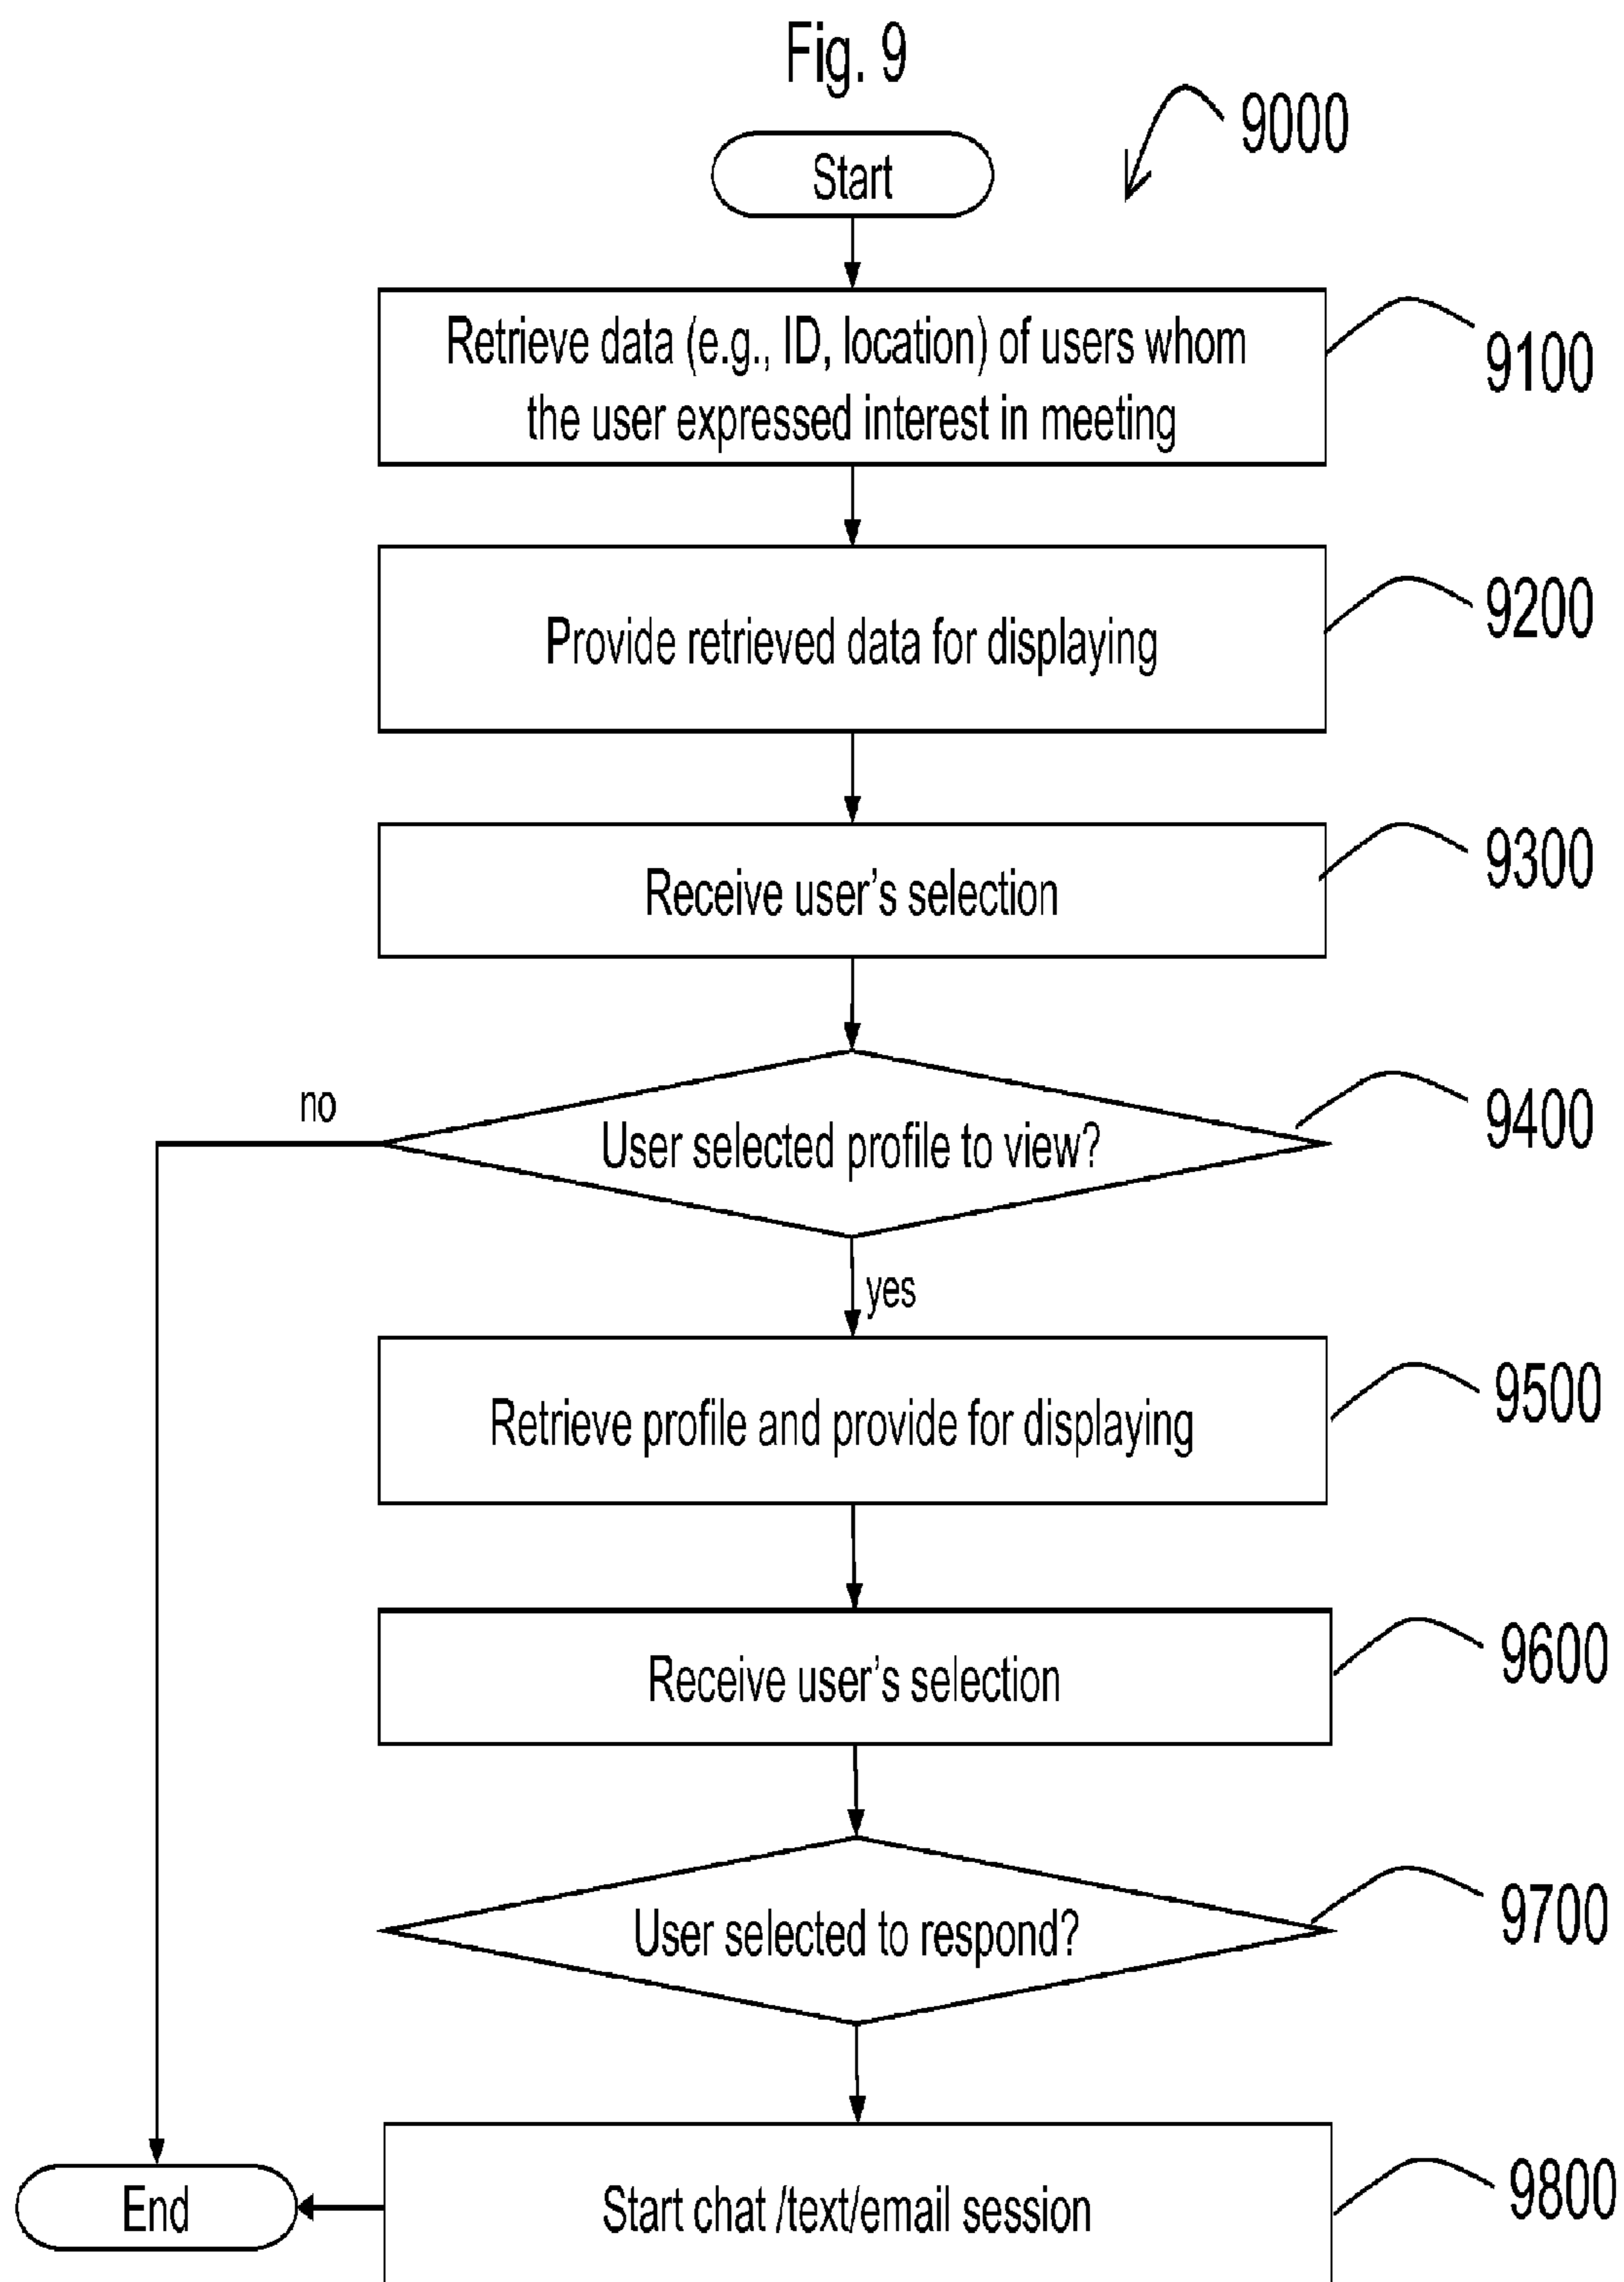 Fig. 9
9000
Start
Retrieve data (e.g., ID, location) of users whom
the user expressed interest in meeting
9100
Provide retrieved data for displaying
9200
Receive user's selection
9300
no
User selected profile to view?
9400
yes
Retrieve profile and provide for displaying
9500
Receive user's selection
9600
User selected to respond?
9700
End
Start chat /text/email session
9800